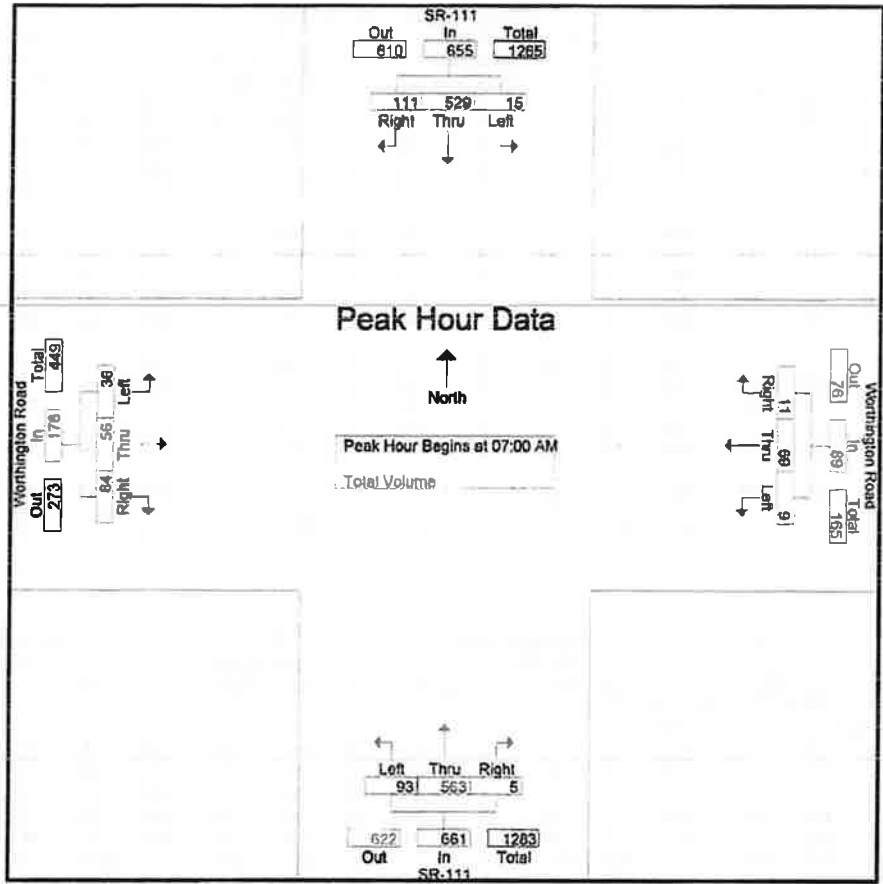 SR-111
Out In Total
610 655 1265
111 529 15
Right Thru Left
Peak Hour Data
North
Peak Hour Begins at 07:00 AM
Total Volume
Worthington Road
Out In Total
273 176 449
84 56 36
Right Thru Left
Worthington Road
Out In Total
76 89 165
11 69 9
Right Thru Left
Left Thru Right
93 563 5
622 661 1283
Out In Total
SR-111